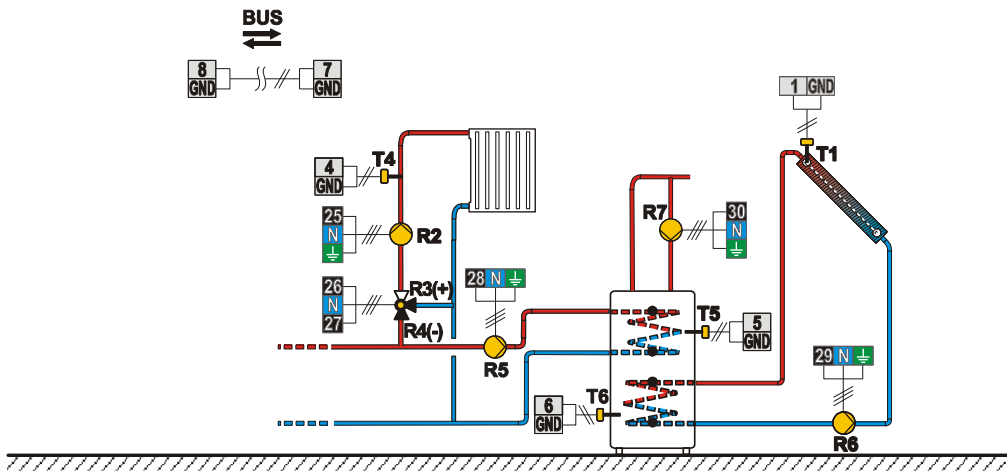 BUS
8
GND
7
GND
1 GND
T1
4
GND
T4
25
N
R2
R7
30
N
26
N
27
R3(+)
R4(-)
28 N
T5
5
GND
R5
29 N
6
GND
T6
R6